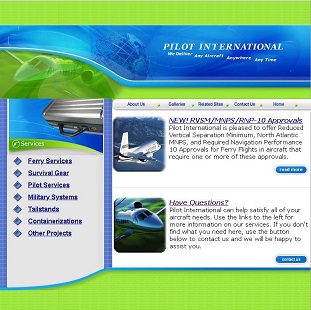 PILOT INTERNATIONAL
We Deliver Any Aircraft Anywhere Any Time
About Us Galleries Related Sites Contact Us Home
Services
Ferry Services
Survival Gear
Pilot Services
Military Systems
Tailstands
Containerizations
Other Projects
NEW! RVSM/MNPS/RNP-10 Approvals
Pilot International is pleased to offer Reduced
Vertical Separation Minimum, North Atlantic
MNPS, and Required Navigation Performance
10 Approvals for Ferry Flights in aircraft that
require one or more of these approvals.
read more
Have Questions?
Pilot International can help satisfy all of your
aircraft needs. Use the links to the left for
more information on our services. If you don't
find what you need here, use the button
below to contact us and we will be happy to
assist you.
contact us